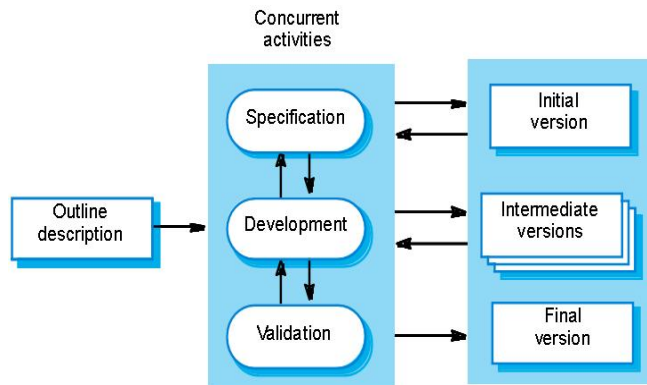 Concurrent
activities
Specification
Initial
version
Outline
description
Development
Intermediate
versions
Validation
Final
version